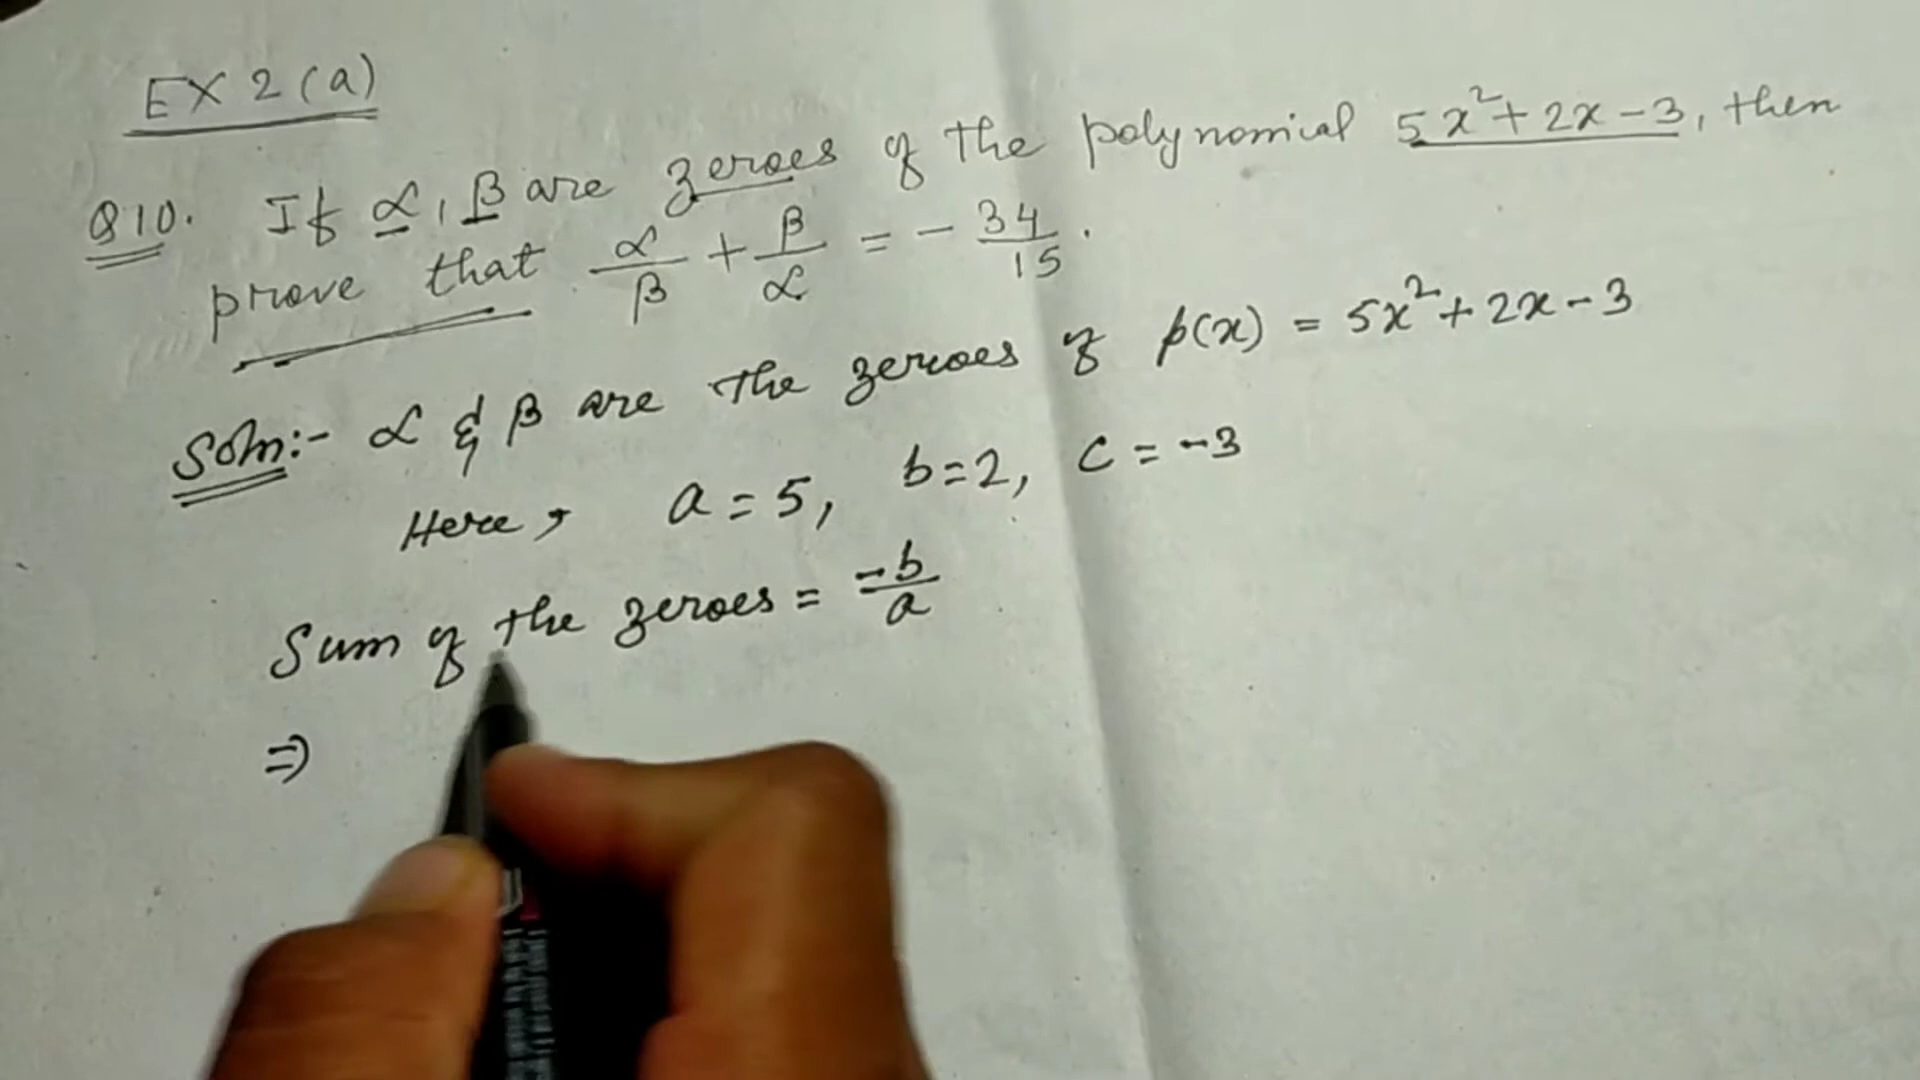 EX 2 (a)
Q10. If α, β are zeroes of the polynomial 5x²+2x-3, then
prove that α/β + β/α = - 34/15.
Soln:- α & β are the zeroes of p(x) = 5x²+2x-3
Here, a=5, b=2, c=-3
Sum of the zeroes = -b/a
⇒